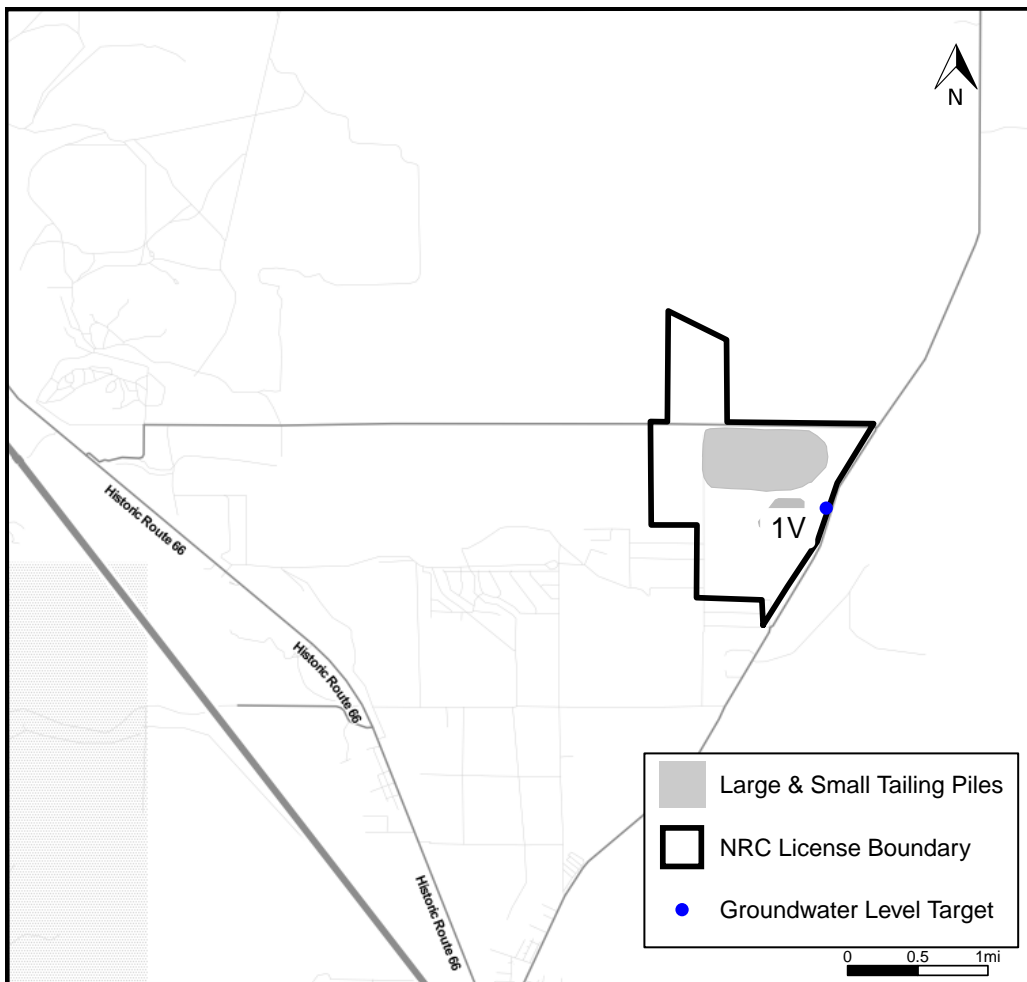 N
1V
Historic Route 66
Historic Route 66
Historic Route 66
Large & Small Tailing Piles
NRC License Boundary
Groundwater Level Target
0 0.5 1mi